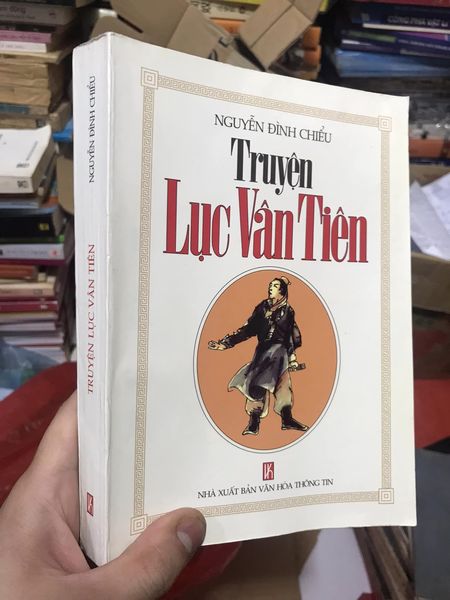 NGUYỄN ĐÌNH CHIỂU
Truyện
Lục Vân Tiên
NHÀ XUẤT BẢN VĂN HÓA THÔNG TIN
TRUYỆN LỤC VÂN TIÊN
NGUYỄN ĐÌNH CHIỂU